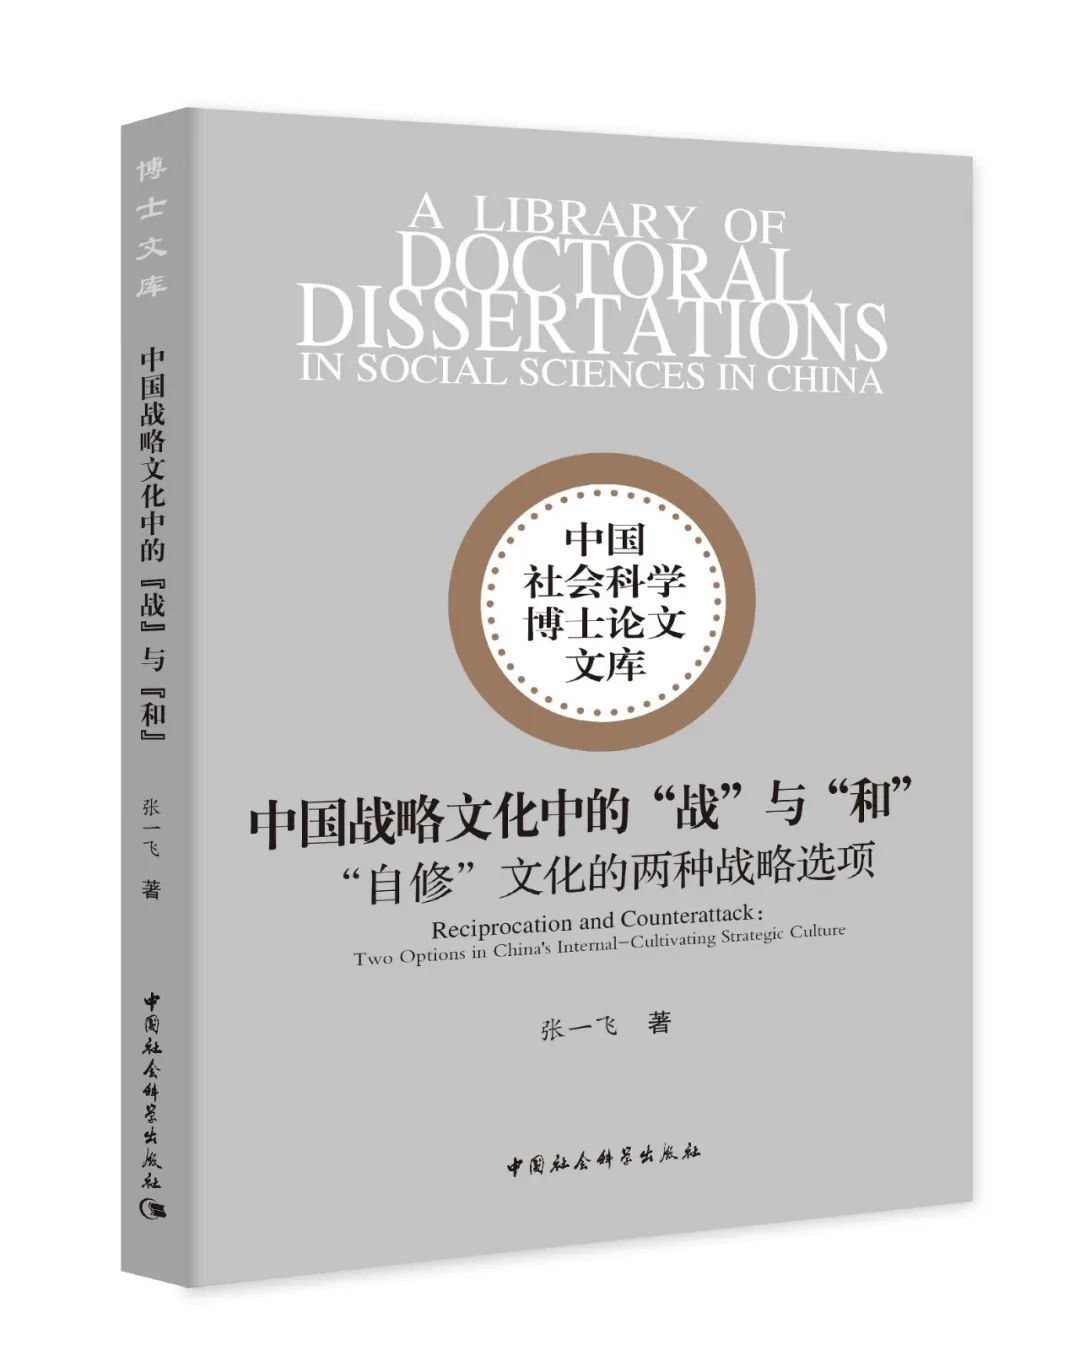 A LIBRARY OF
DOCTORAL
DISSERTATIONS
IN SOCIAL SCIENCES IN CHINA
中国
社会科学
博士论文
文库
中国战略文化中的“战”与“和”
“自修”文化的两种战略选项
Reciprocation and Counterattack:
Two Options in China's Internal-Cultivating Strategic Culture
张一飞 著
中国社会科学出版社
博士文库
中国战略文化中的『战』与『和』
张一飞 著
中国社会科学出版社